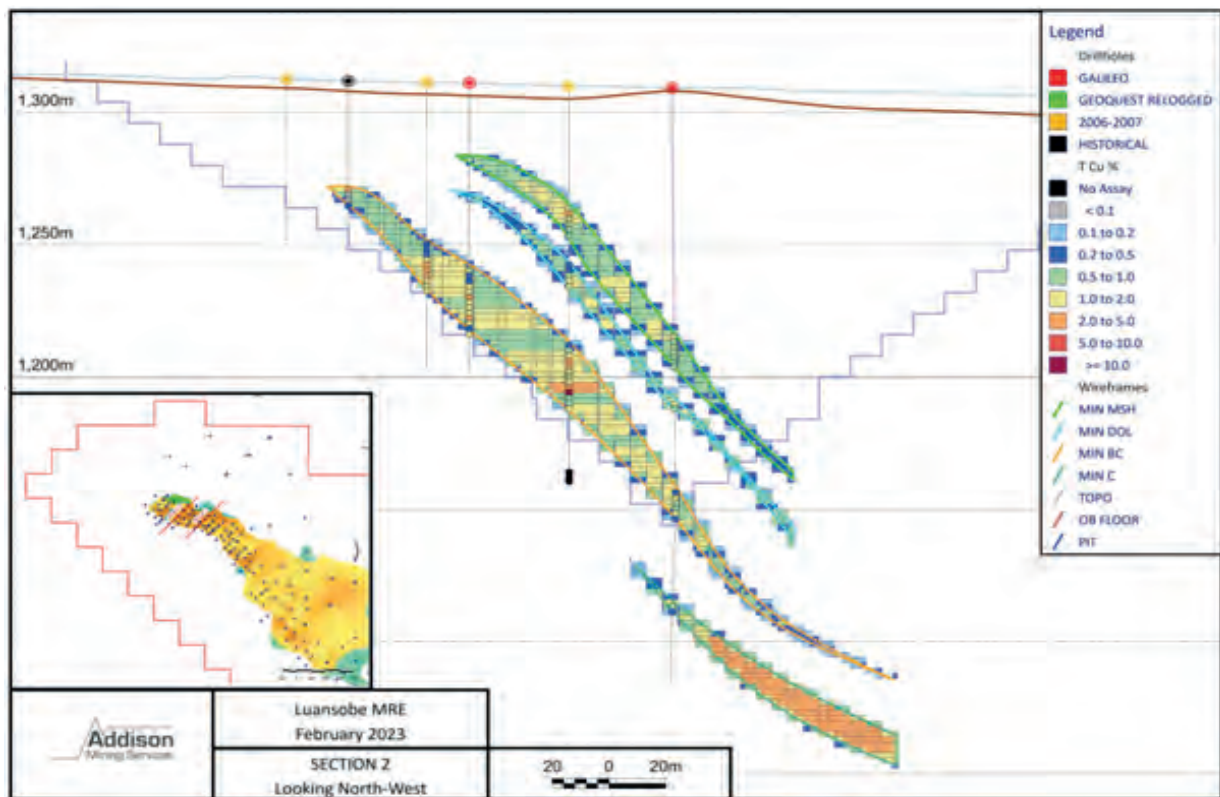 Legend
Drillholes
GALILEO
GEOQUEST RELOGGED
2006-2007
HISTORICAL
T Cu %
No Assay
< 0.1
0.1 to 0.2
0.2 to 0.5
0.5 to 1.0
1.0 to 2.0
2.0 to 5.0
5.0 to 10.0
>= 10.0
Wireframes
MIN MSH
MIN DOL
MIN BC
MIN C
TOPO
OB FLOOR
PIT
1,300m
1,250m
1,200m
Addison
Mining Services
Luansobe MRE
February 2023
SECTION 2
Looking North-West
20 0 20m